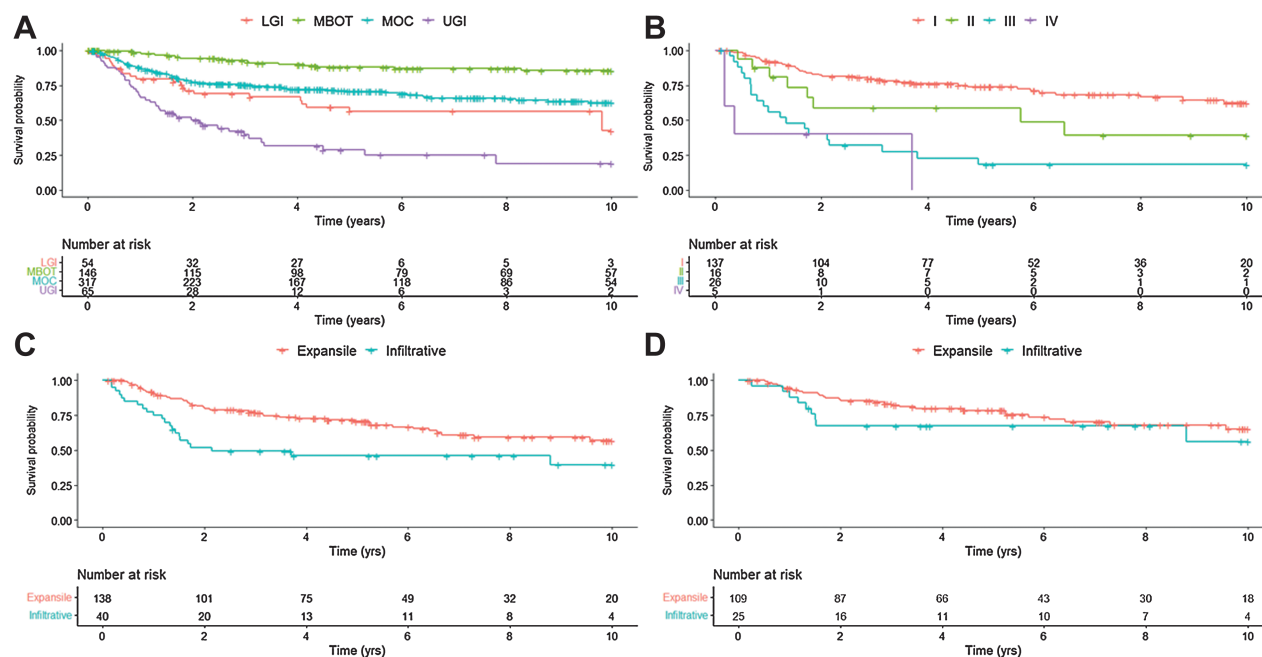 A
LGI MBOT MOC UGI
Survival probability
1.00
0.75
0.50
0.25
0.00
0 2 4 6 8 10
Time (years)
Number at risk
LGI 54 32 27 6 5 3
MBOT 146 115 98 79 69 57
MOC 317 223 167 118 86 54
UGI 65 28 12 6 3 2
0 2 4 6 8 10
Time (years)
B
I II III IV
Survival probability
1.00
0.75
0.50
0.25
0.00
0 2 4 6 8 10
Time (years)
Number at risk
I 137 104 77 52 36 20
II 16 8 7 5 3 2
III 26 10 5 2 1 1
IV 5 1 0 0 0 0
0 2 4 6 8 10
Time (years)
C
Expansile Infiltrative
Survival probability
1.00
0.75
0.50
0.25
0.00
0 2 4 6 8 10
Time (yrs)
Number at risk
Expansile 138 101 75 49 32 20
Infiltrative 40 20 13 11 8 4
0 2 4 6 8 10
Time (yrs)
D
Expansile Infiltrative
Survival probability
1.00
0.75
0.50
0.25
0.00
0 2 4 6 8 10
Time (yrs)
Number at risk
Expansile 109 87 66 43 30 18
Infiltrative 25 16 11 10 7 4
0 2 4 6 8 10
Time (yrs)